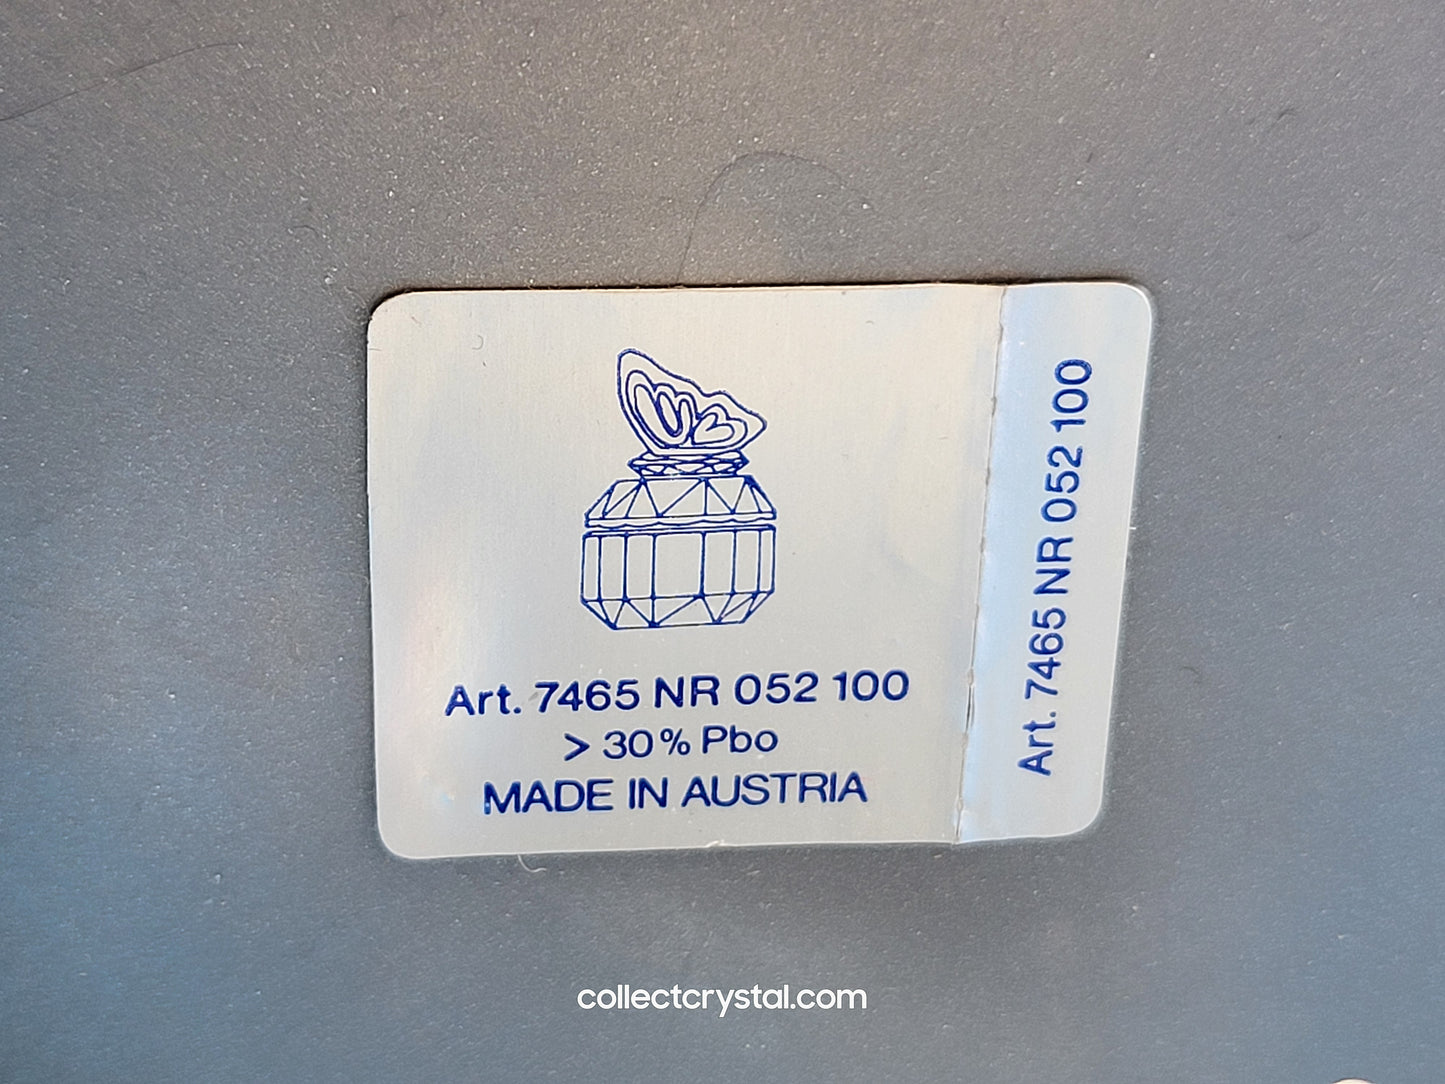 Art. 7465 NR 052 100
> 30% Pbo
MADE IN AUSTRIA
Art. 7465 NR 052 100
collectcrystal.com